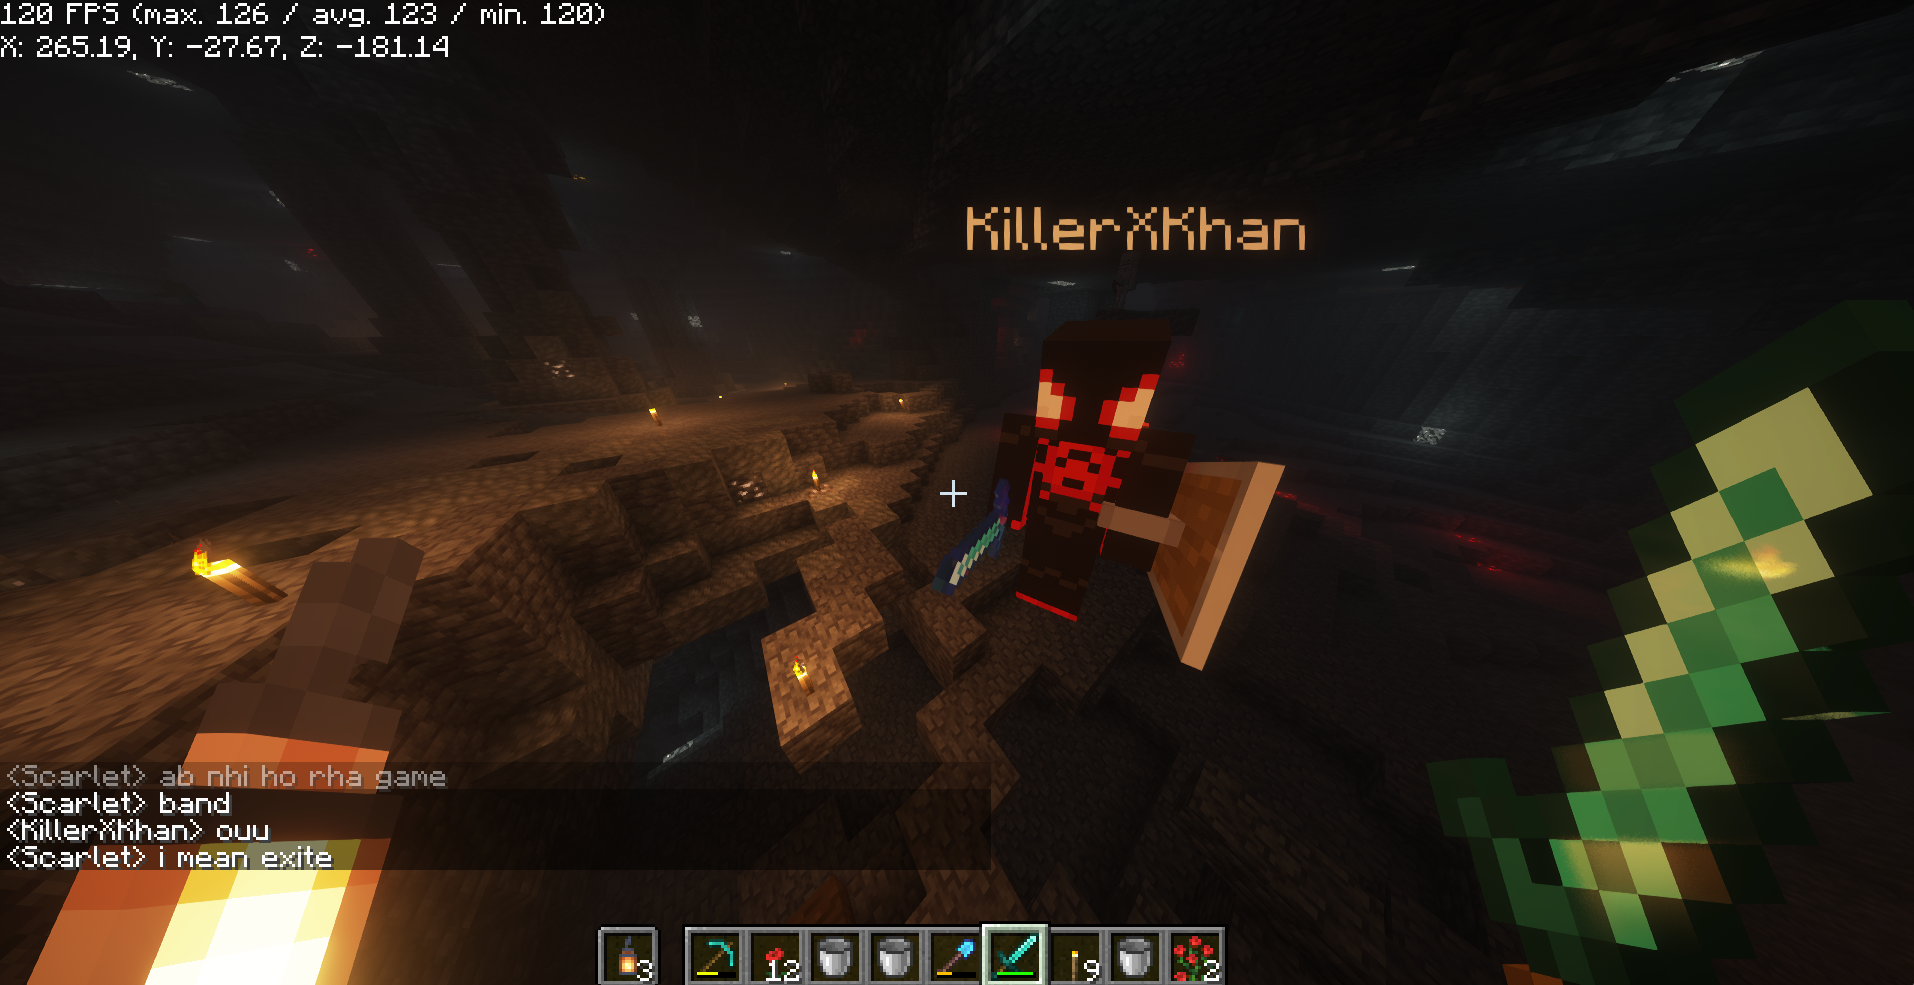 120 FPS (max. 126 / avg. 123 / min. 120)
X: 265.19, Y: -27.67, Z: -181.14
KillerXKhan
<Scarlet> ab nhi ho rha game
<Scarlet> band
<KillerXKhan> ouu
<Scarlet> i mean exite
3 12 9 2